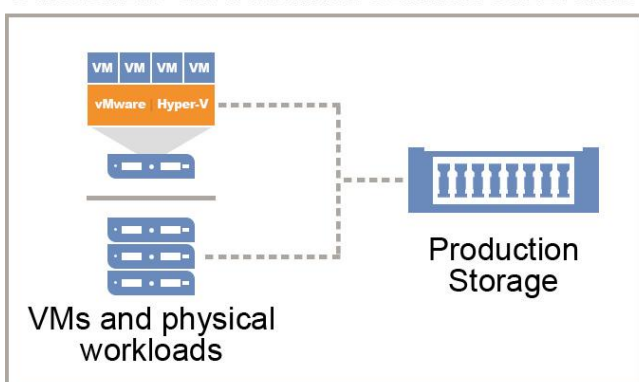 VM VM VM VM
vMware | Hyper-V
Production
Storage
VMs and physical
workloads